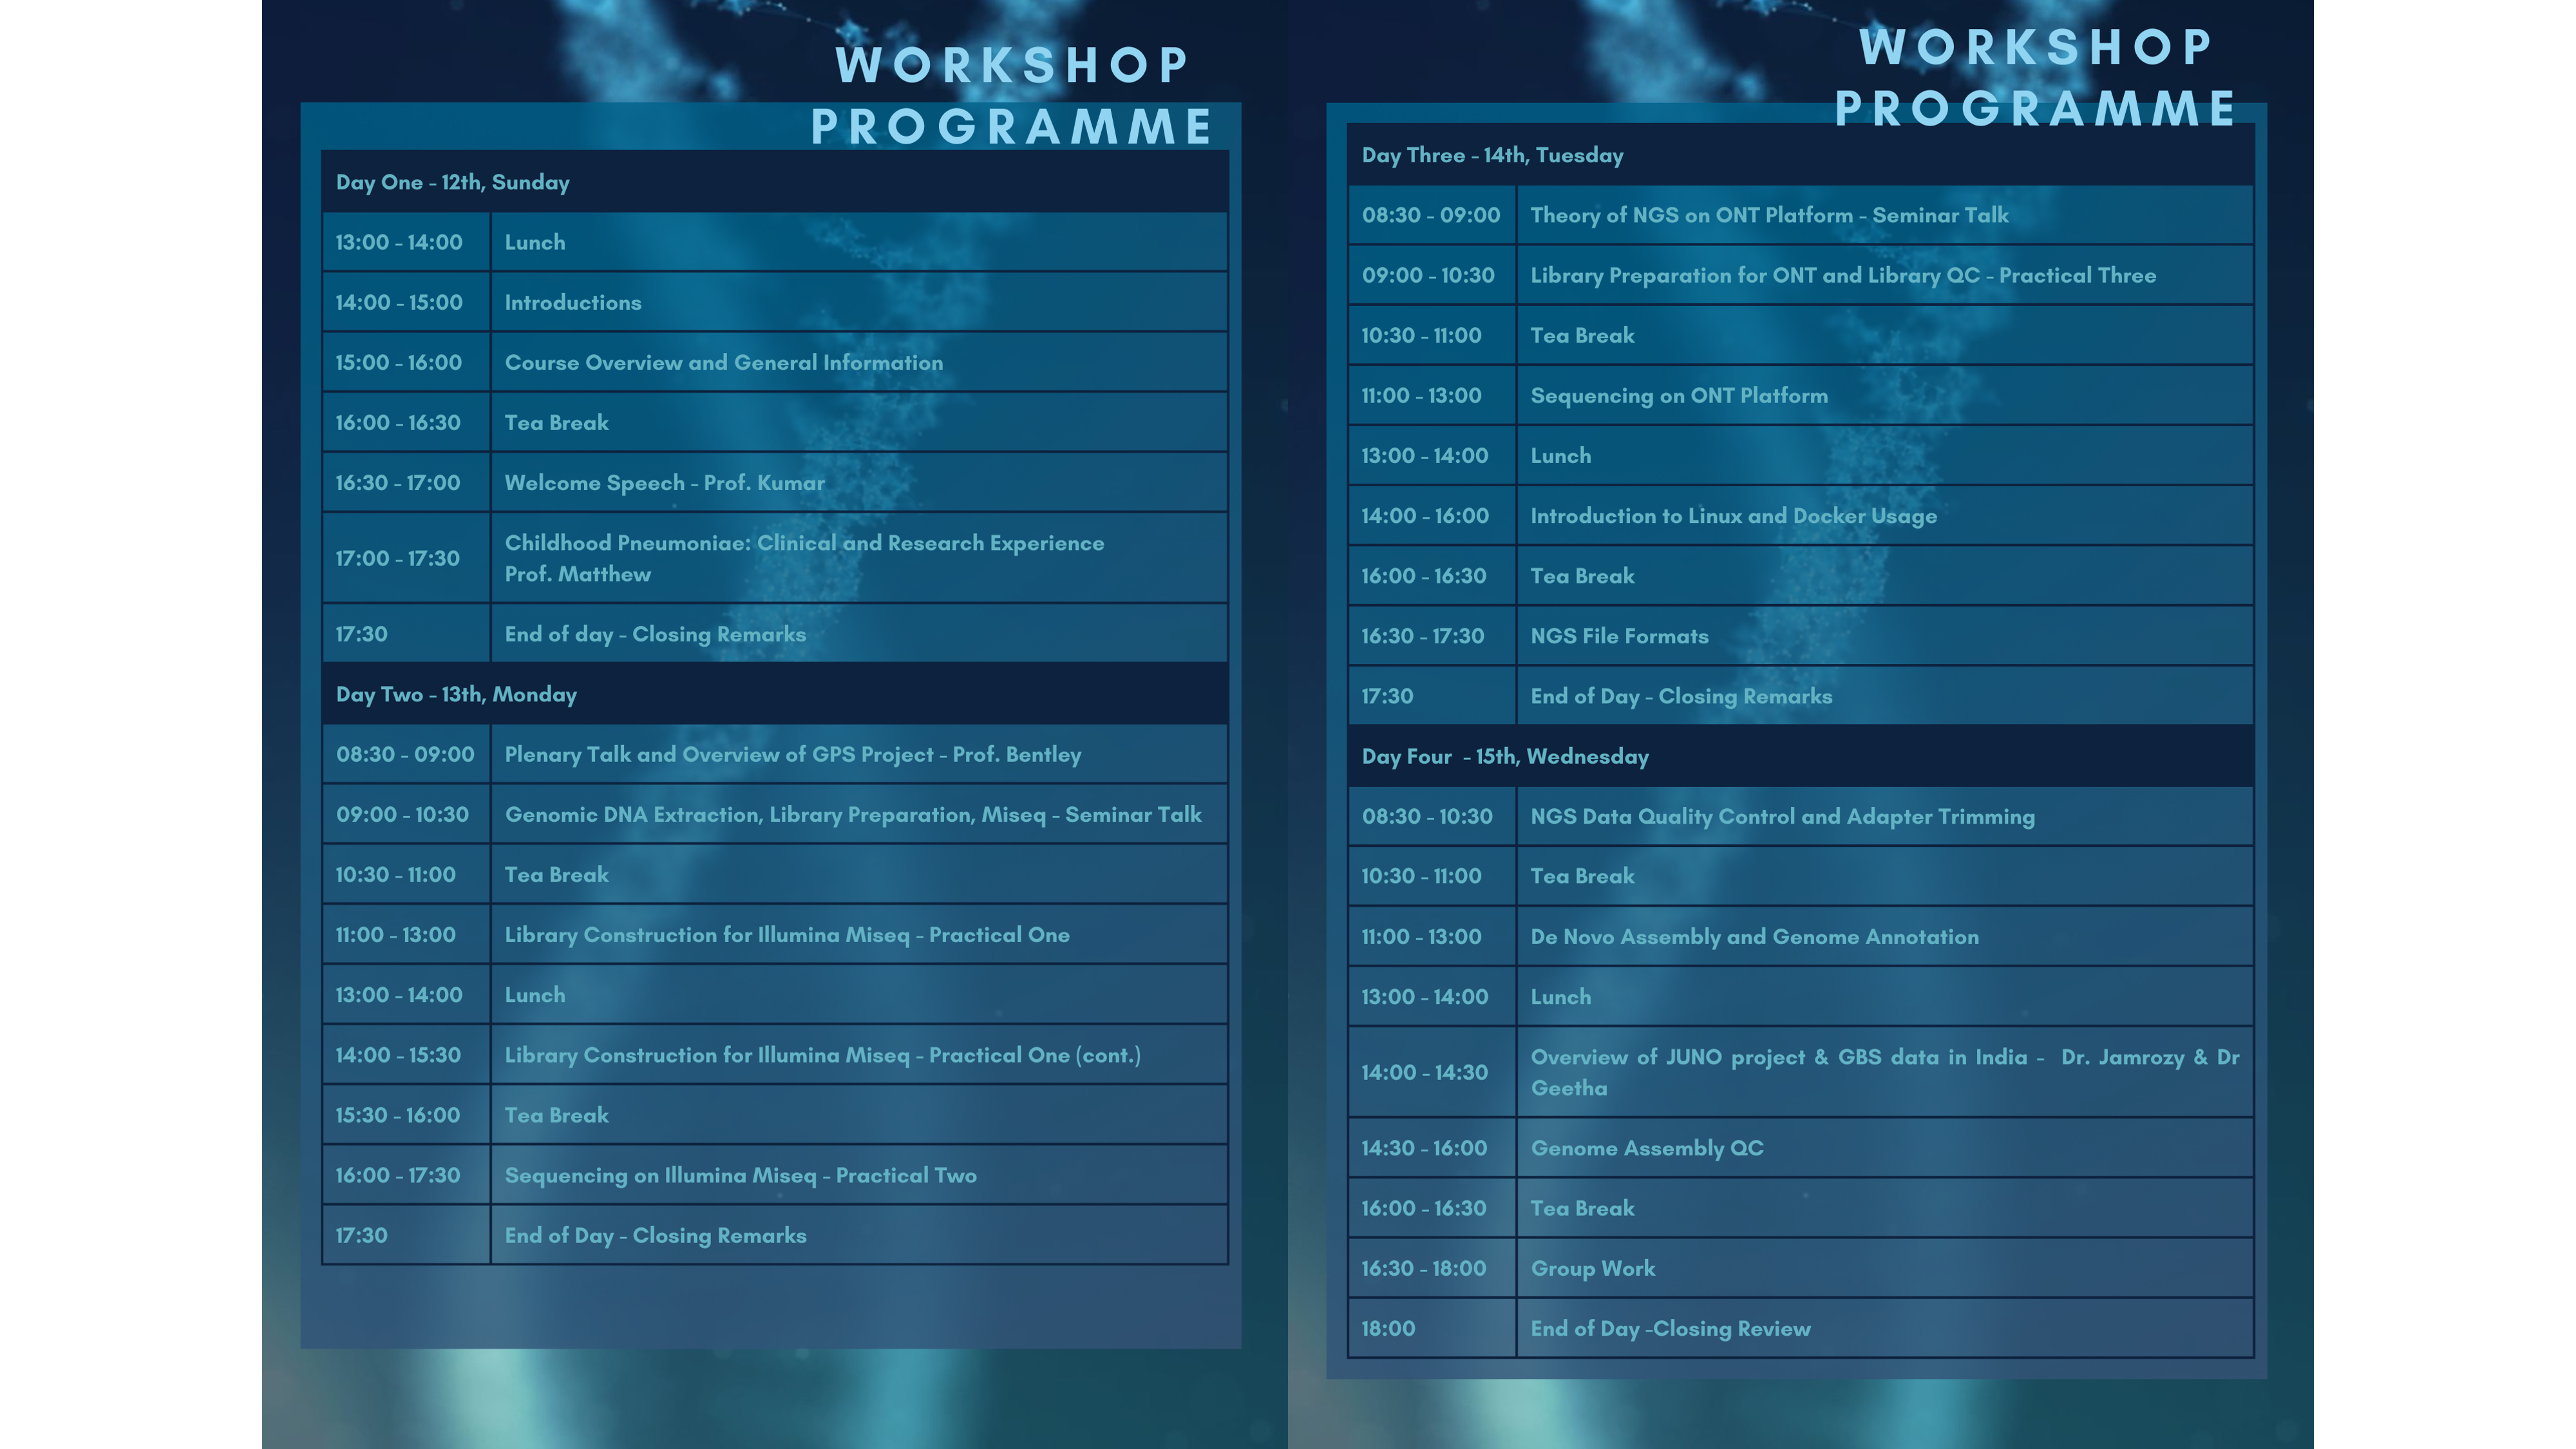 WORKSHOP
PROGRAMME
Day One - 12th, Sunday
13:00 - 14:00 Lunch
14:00 - 15:00 Introductions
15:00 - 16:00 Course Overview and General Information
16:00 - 16:30 Tea Break
16:30 - 17:00 Welcome Speech - Prof. Kumar
17:00 - 17:30 Childhood Pneumoniae: Clinical and Research Experience
Prof. Matthew
17:30 End of day - Closing Remarks
Day Two - 13th, Monday
08:30 - 09:00 Plenary Talk and Overview of GPS Project - Prof. Bentley
09:00 - 10:30 Genomic DNA Extraction, Library Preparation, Miseq - Seminar Talk
10:30 - 11:00 Tea Break
11:00 - 13:00 Library Construction for Illumina Miseq - Practical One
13:00 - 14:00 Lunch
14:00 - 15:30 Library Construction for Illumina Miseq - Practical One (cont.)
15:30 - 16:00 Tea Break
16:00 - 17:30 Sequencing on Illumina Miseq - Practical Two
17:30 End of Day - Closing Remarks
WORKSHOP
PROGRAMME
Day Three - 14th, Tuesday
08:30 - 09:00 Theory of NGS on ONT Platform - Seminar Talk
09:00 - 10:30 Library Preparation for ONT and Library QC - Practical Three
10:30 - 11:00 Tea Break
11:00 - 13:00 Sequencing on ONT Platform
13:00 - 14:00 Lunch
14:00 - 16:00 Introduction to Linux and Docker Usage
16:00 - 16:30 Tea Break
16:30 - 17:30 NGS File Formats
17:30 End of Day - Closing Remarks
Day Four - 15th, Wednesday
08:30 - 10:30 NGS Data Quality Control and Adapter Trimming
10:30 - 11:00 Tea Break
11:00 - 13:00 De Novo Assembly and Genome Annotation
13:00 - 14:00 Lunch
14:00 - 14:30 Overview of JUNO project & GBS data in India - Dr. Jamrozy & Dr
Geetha
14:30 - 16:00 Genome Assembly QC
16:00 - 16:30 Tea Break
16:30 - 18:00 Group Work
18:00 End of Day -Closing Review